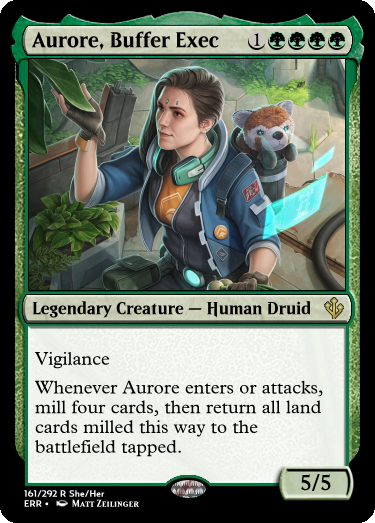 Aurore, Buffer Exec 1
Legendary Creature — Human Druid
Vigilance
Whenever Aurore enters or attacks,
mill four cards, then return all land
cards milled this way to the
battlefield tapped.
5/5
161/292 R She/Her
ERR • Matt Zeilinger